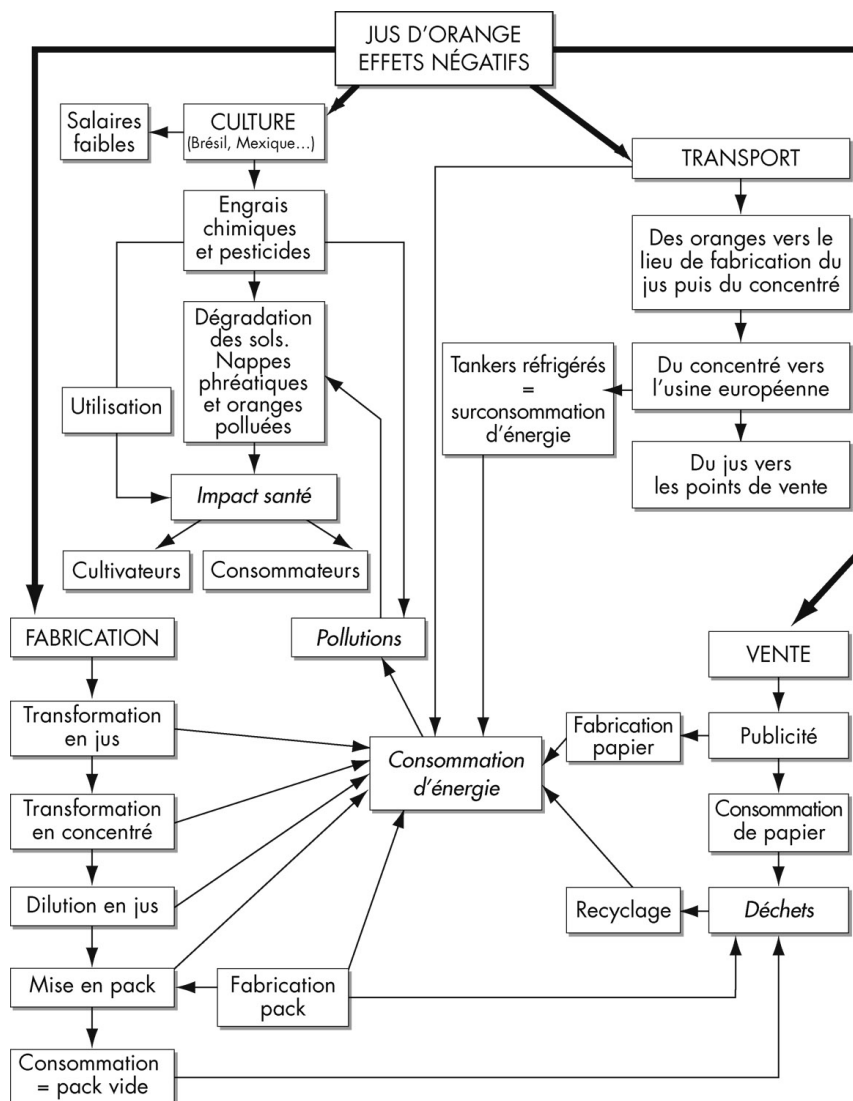 JUS D’ORANGE
EFFETS NÉGATIFS
Salaires
faibles
CULTURE
(Brésil, Mexique...)
TRANSPORT
Engrais
chimiques
et pesticides
Des oranges vers le
lieu de fabrication du
jus puis du concentré
Dégradation
des sols.
Nappes
phréatiques
et oranges
polluées
Utilisation
Tankers réfrigérés
=
surconsommation
d’énergie
Du concentré vers
l’usine européenne
Du jus vers
les points de vente
Impact santé
Cultivateurs
Consommateurs
FABRICATION
Pollutions
VENTE
Transformation
en jus
Consommation
d’énergie
Fabrication
papier
Publicité
Transformation
en concentré
Consommation
de papier
Dilution en jus
Recyclage
Déchets
Mise en pack
Fabrication
pack
Consommation
= pack vide